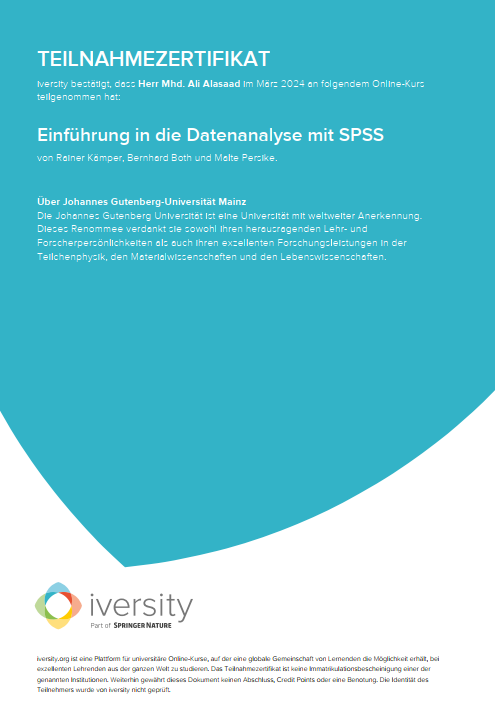 TEILNAHMEZERTIFIKAT
iversity bestätigt, dass Herr Mhd. Ali Alasaad im März 2024 an folgendem Online-Kurs
teilgenommen hat:
Einführung in die Datenanalyse mit SPSS
von Rainer Kämper, Bernhard Both und Malte Persike.
Über Johannes Gutenberg-Universität Mainz
Die Johannes Gutenberg Universität ist eine Universität mit weltweiter Anerkennung.
Dieses Renommee verdankt sie sowohl ihren herausragenden Lehr- und
Forscherpersönlichkeiten als auch ihren exzellenten Forschungsleistungen in der
Teilchenphysik, den Materialwissenschaften und den Lebenswissenschaften.
iversity
Part of SPRINGER NATURE
iversity.org ist eine Plattform für universitäre Online-Kurse, auf der eine globale Gemeinschaft von Lernenden die Möglichkeit erhält, bei
exzellenten Lehrenden aus der ganzen Welt zu studieren. Das Teilnahmezertifikat ist keine Immatrikulationsbescheinigung einer der
genannten Institutionen. Weiterhin gewährt dieses Dokument keinen Abschluss, Credit Points oder eine Benotung. Die Identität des
Teilnehmers wurde von iversity nicht geprüft.